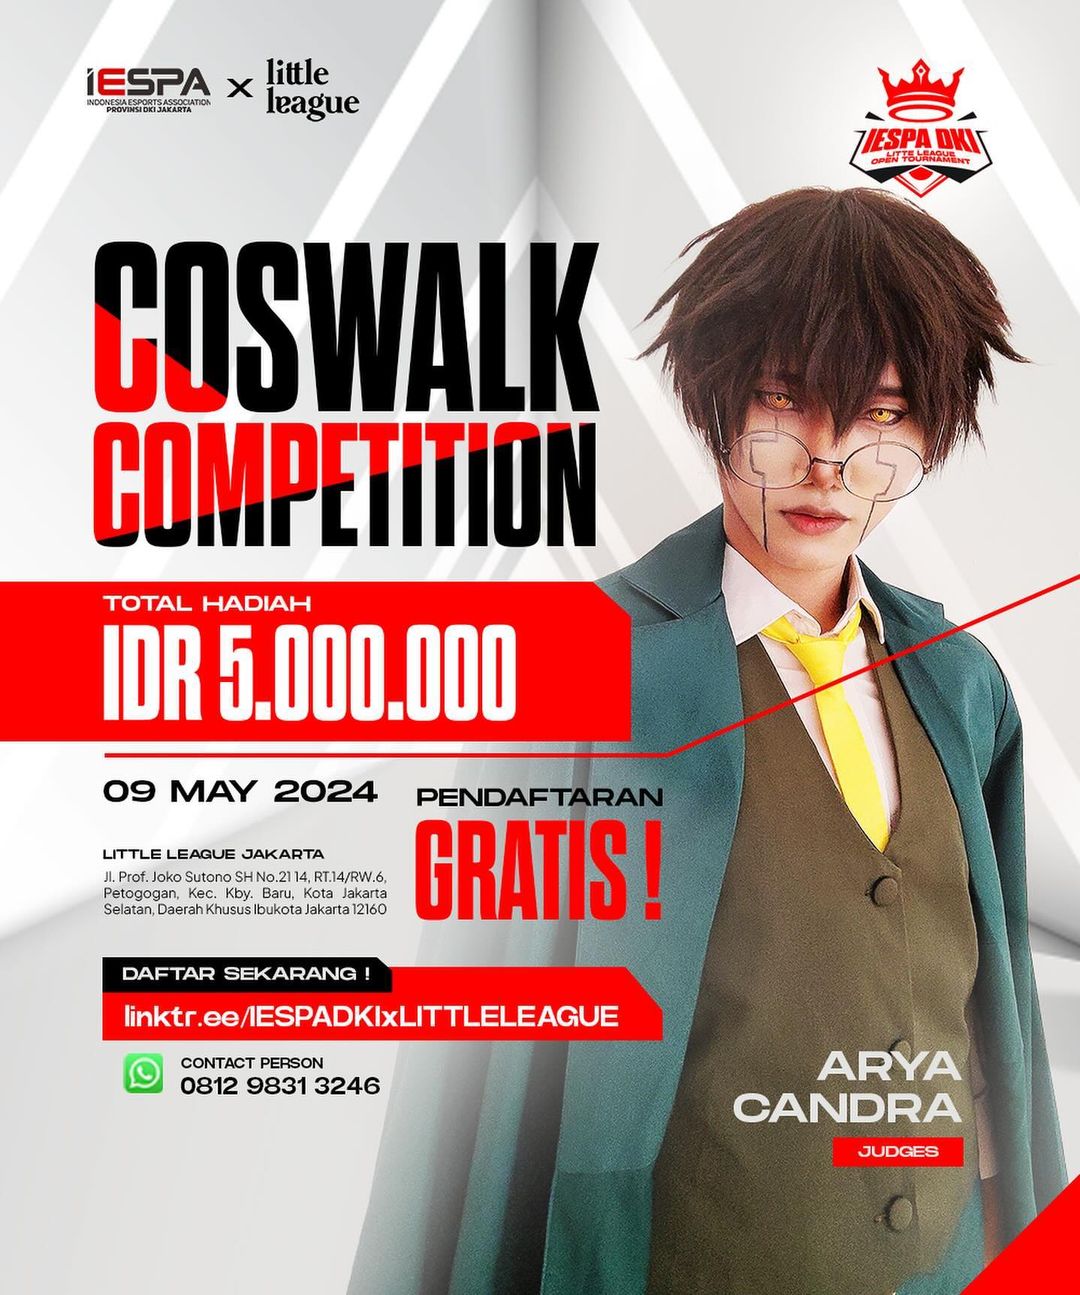 IESPA
INDONESIA ESPORTS ASSOCIATION
PROVINSI DKI JAKARTA
x
little
league
IESPA DKI
LITTE LEAGUE
OPEN TOURNAMENT
COSWALK
COMPETITION
TOTAL HADIAH
IDR 5.000.000
09 MAY 2024
PENDAFTARAN
GRATIS !
LITTLE LEAGUE JAKARTA
Jl. Prof. Joko Sutono SH No.21 14, RT.14/RW.6,
Petogogan, Kec. Kby. Baru, Kota Jakarta
Selatan, Daerah Khusus Ibukota Jakarta 12160
DAFTAR SEKARANG !
linktr.ee/IESPADKIxLITTLELEAGUE
CONTACT PERSON
0812 9831 3246
ARYA
CANDRA
JUDGES